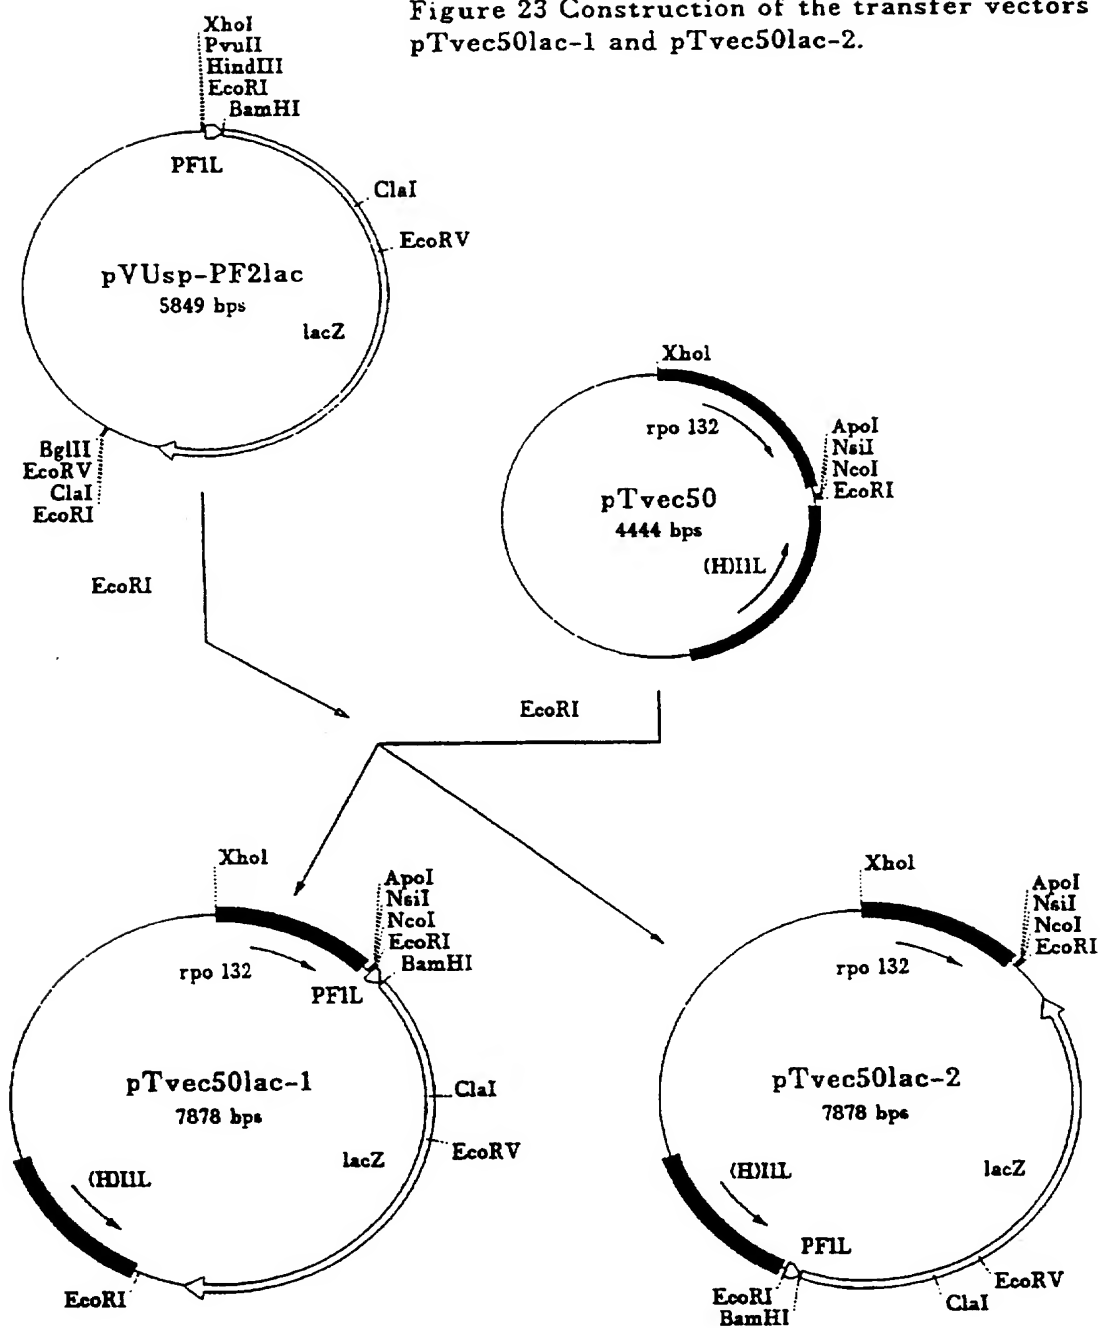 Figure 23 Construction of the transfer vectors
pTvec50lac-1 and pTvec50lac-2.
XhoI
PvuII
HindIII
EcoRI
BamHI
PF1L
ClaI
EcoRV
pVUsp-PF2lac
5849 bps
lacZ
BglII
EcoRV
ClaI
EcoRI
EcoRI
XhoI
rpo 132
ApoI
NsiI
NcoI
EcoRI
pTvec50
4444 bps
(H)I1L
EcoRI
XhoI
ApoI
NsiI
NcoI
EcoRI
BamHI
rpo 132
PF1L
pTvec50lac-1
7878 bps
ClaI
EcoRV
lacZ
(H)I1L
EcoRI
XhoI
ApoI
NsiI
NcoI
EcoRI
rpo 132
pTvec50lac-2
7878 bps
lacZ
(H)I1L
PF1L
EcoRV
ClaI
EcoRI
BamHI